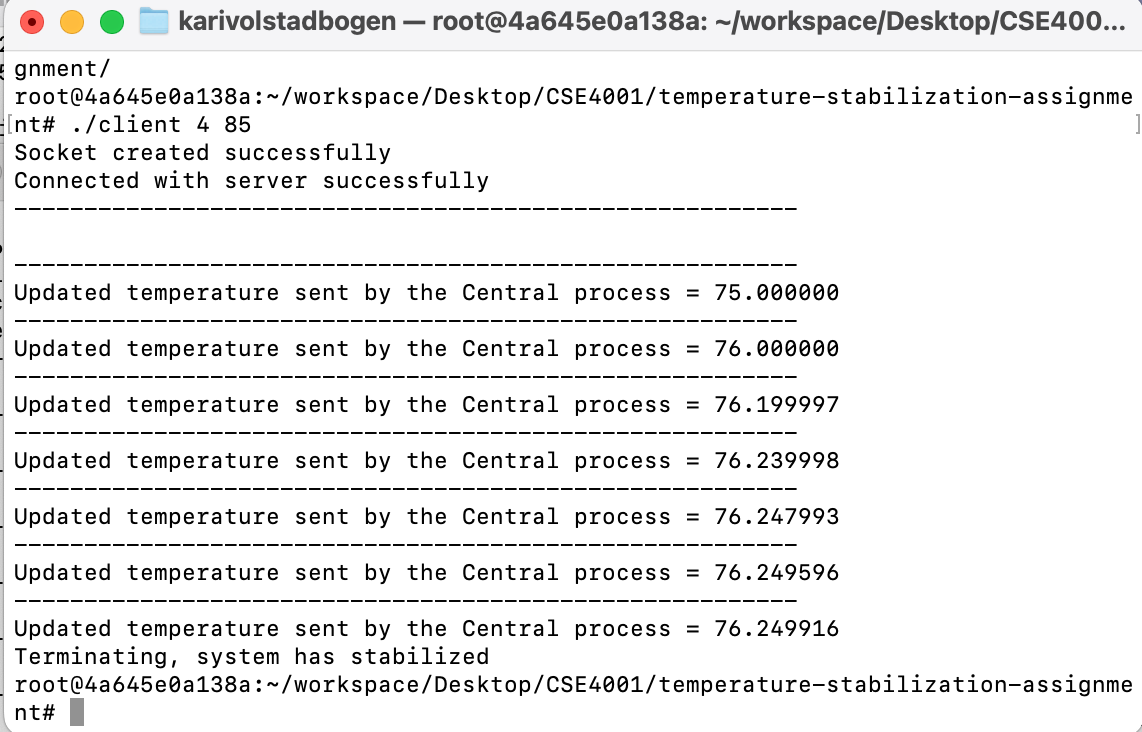 karivolstadbogen — root@4a645e0a138a: ~/workspace/Desktop/CSE400...
gnment/
root@4a645e0a138a:~/workspace/Desktop/CSE4001/temperature-stabilization-assignme
[nt# ./client 4 85 ]
Socket created successfully
Connected with server successfully
--------------------------------------------------------
--------------------------------------------------------
Updated temperature sent by the Central process = 75.000000
--------------------------------------------------------
Updated temperature sent by the Central process = 76.000000
--------------------------------------------------------
Updated temperature sent by the Central process = 76.199997
--------------------------------------------------------
Updated temperature sent by the Central process = 76.239998
--------------------------------------------------------
Updated temperature sent by the Central process = 76.247993
--------------------------------------------------------
Updated temperature sent by the Central process = 76.249596
--------------------------------------------------------
Updated temperature sent by the Central process = 76.249916
Terminating, system has stabilized
root@4a645e0a138a:~/workspace/Desktop/CSE4001/temperature-stabilization-assignme
nt#